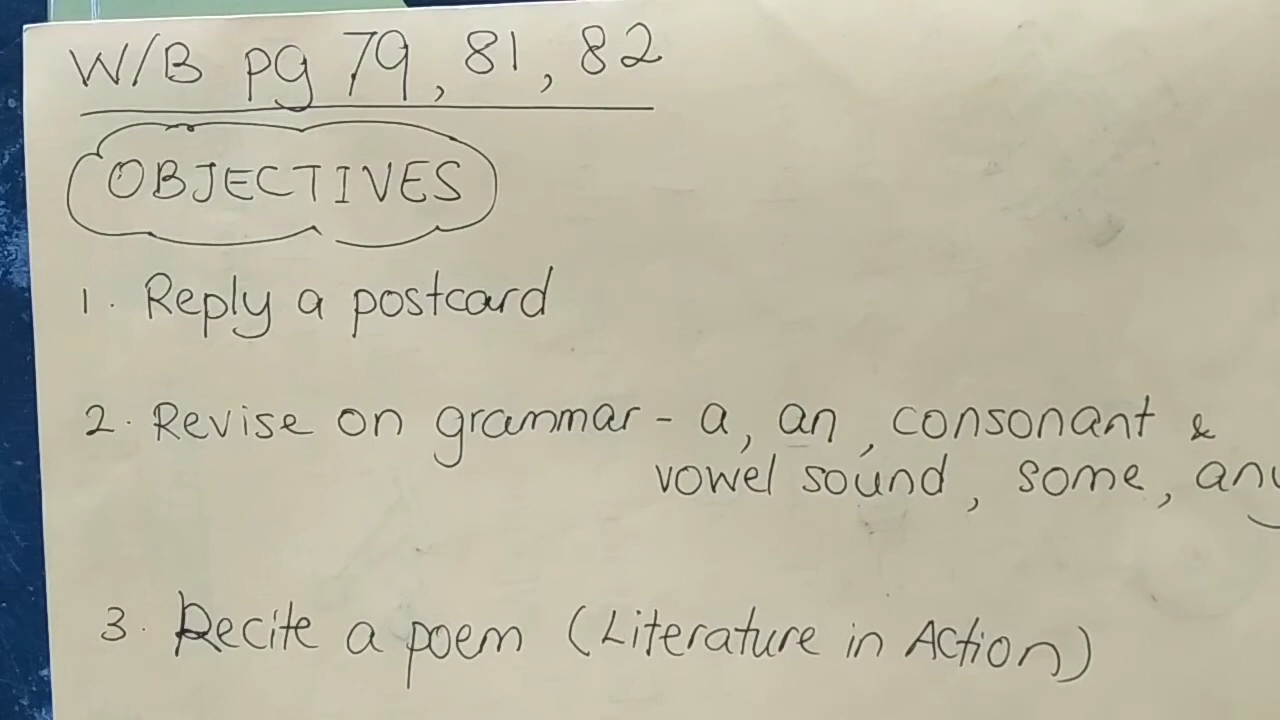 W/B pg 79, 81, 82
OBJECTIVES
1. Reply a postcard
2. Revise on grammar - a, an, consonant &
vowel sound, some, any
3. Recite a poem (Literature in Action)